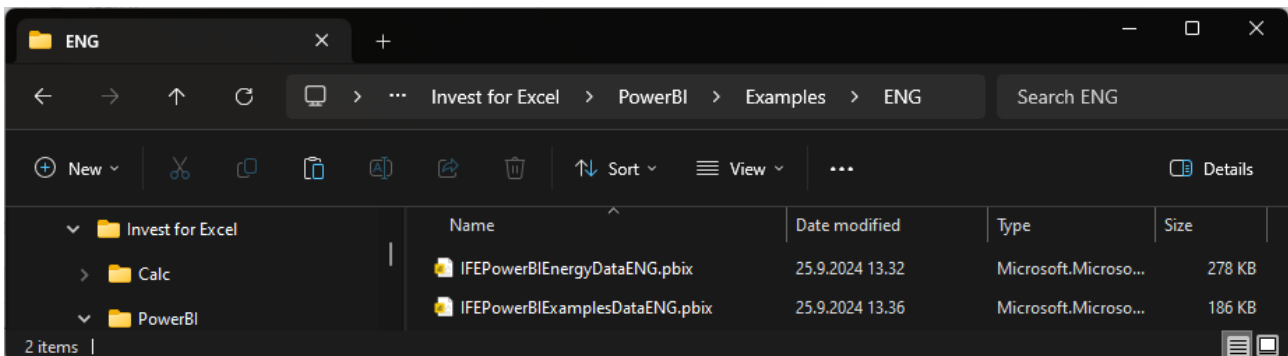 ENG
Invest for Excel > PowerBI > Examples > ENG
Search ENG
New
Sort
View
Details
Name
Date modified
Type
Size
Invest for Excel
Calc
PowerBI
IFEPowerBIEnergyDataENG.pbix 25.9.2024 13.32 Microsoft.Microso... 278 KB
IFEPowerBIExamplesDataENG.pbix 25.9.2024 13.36 Microsoft.Microso... 186 KB
2 items